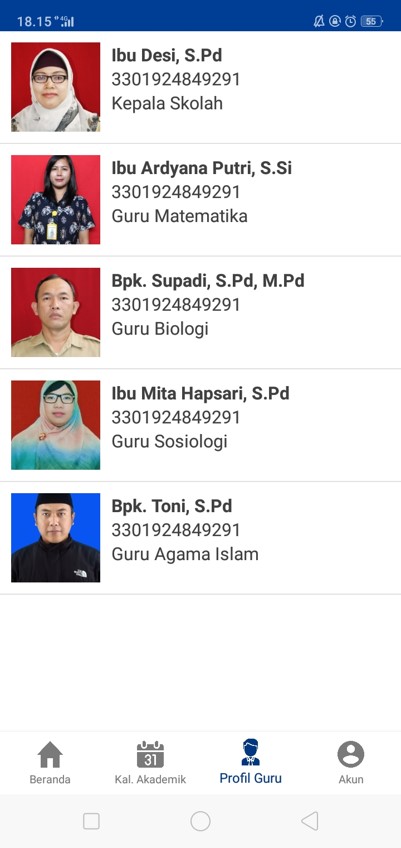 18.15 4G 55
Ibu Desi, S.Pd
3301924849291
Kepala Skolah
Ibu Ardyana Putri, S.Si
3301924849291
Guru Matematika
Bpk. Supadi, S.Pd, M.Pd
3301924849291
Guru Biologi
Ibu Mita Hapsari, S.Pd
3301924849291
Guru Sosiologi
Bpk. Toni, S.Pd
3301924849291
Guru Agama Islam
31
Beranda Kal. Akademik Profil Guru Akun